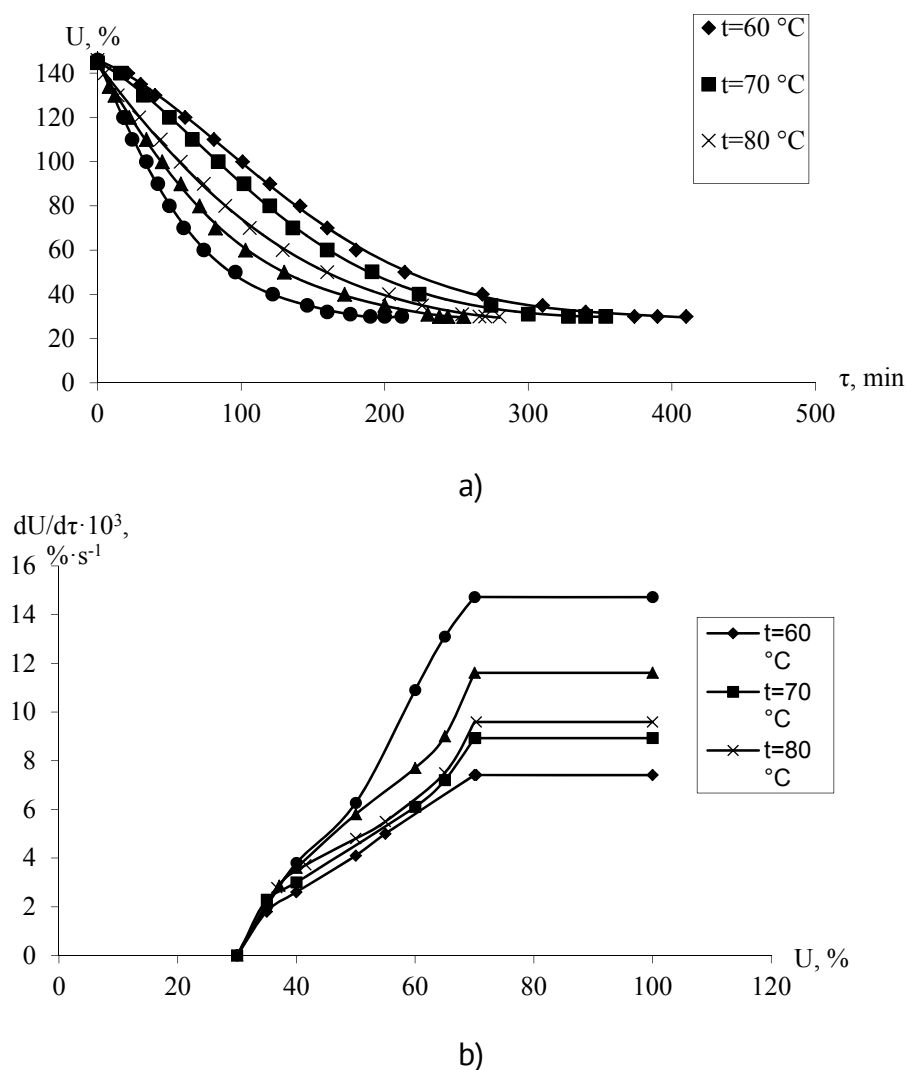 U, %
140
120
100
80
60
40
20
0
0 100 200 300 400 500
τ, min
t=60 °C
t=70 °C
t=80 °C
a)
dU/dτ·10³,
%·s⁻¹
16
14
12
10
8
6
4
2
0
0 20 40 60 80 100 120
U, %
t=60
°C
t=70
°C
t=80
°C
b)